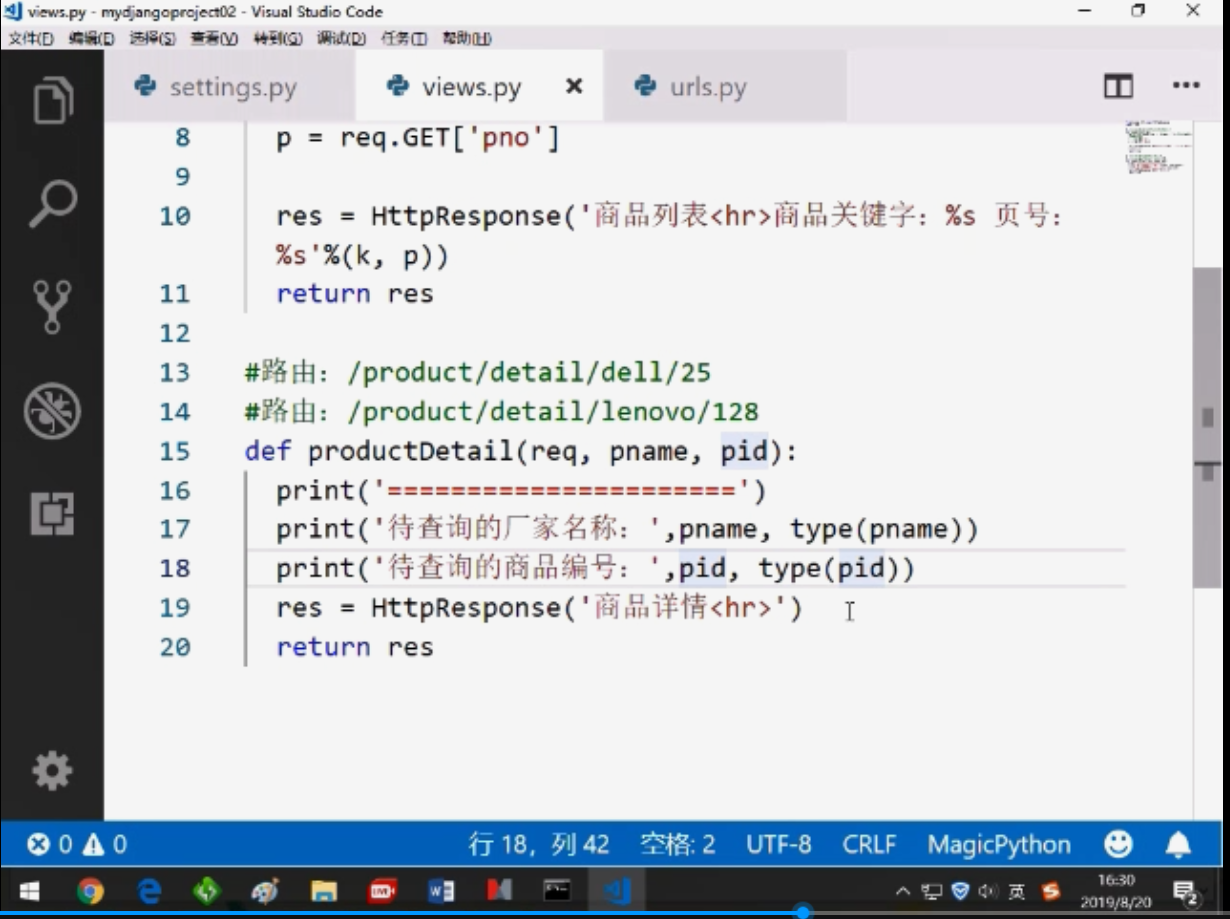 views.py - mydjangoproject02 - Visual Studio Code
文件(F) 编辑(E) 选择(S) 查看(V) 转到(G) 调试(D) 任务(T) 帮助(H)
settings.py views.py × urls.py ...
8 p = req.GET['pno']
9
10 res = HttpResponse('商品列表<hr>商品关键字：%s 页号：
%s'%(k, p))
11 return res
12
13 #路由：/product/detail/dell/25
14 #路由：/product/detail/lenovo/128
15 def productDetail(req, pname, pid):
16 print('======================')
17 print('待查询的厂家名称：',pname, type(pname))
18 print('待查询的商品编号：',pid, type(pid))
19 res = HttpResponse('商品详情<hr>')
20 return res
0 0 行 18，列 42 空格: 2 UTF-8 CRLF MagicPython
英 16:30
2019/8/20 2